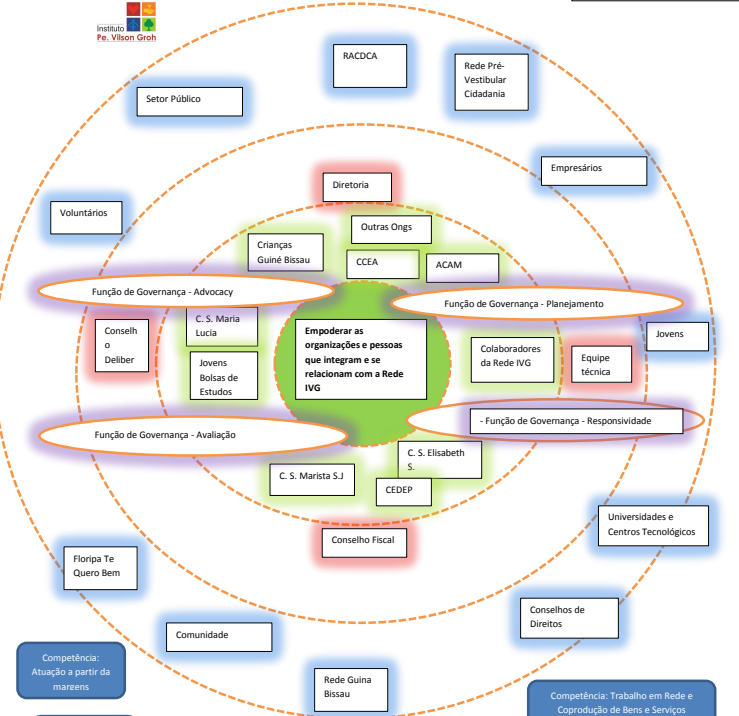 Instituto
Pe. Vilson Groh
RACDCA
Rede Pré-
Vestibular
Cidadania
Setor Público
Empresários
Diretoria
Voluntários
Outras Ongs
Crianças
Guiné Bissau
CCEA
ACAM
Função de Governança - Advocacy
Função de Governança - Planejamento
C. S. Maria
Lucia
Conselh
o
Deliber
Empoderar as
organizações e pessoas
que integram e se
relacionam com a Rede
IVG
Jovens
Colaboradores
da Rede IVG
Equipe
técnica
Jovens
Bolsas de
Estudos
- Função de Governança - Responsividade
Função de Governança - Avaliação
C. S. Elisabeth
S.
C. S. Marista S.J
CEDEP
Universidades e
Centros Tecnológicos
Conselho Fiscal
Floripa Te
Quero Bem
Conselhos de
Direitos
Comunidade
Competência:
Atuação a partir da
margens
Rede Guina
Bissau
Competência: Trabalho em Rede e
Coprodução de Bens e Serviços